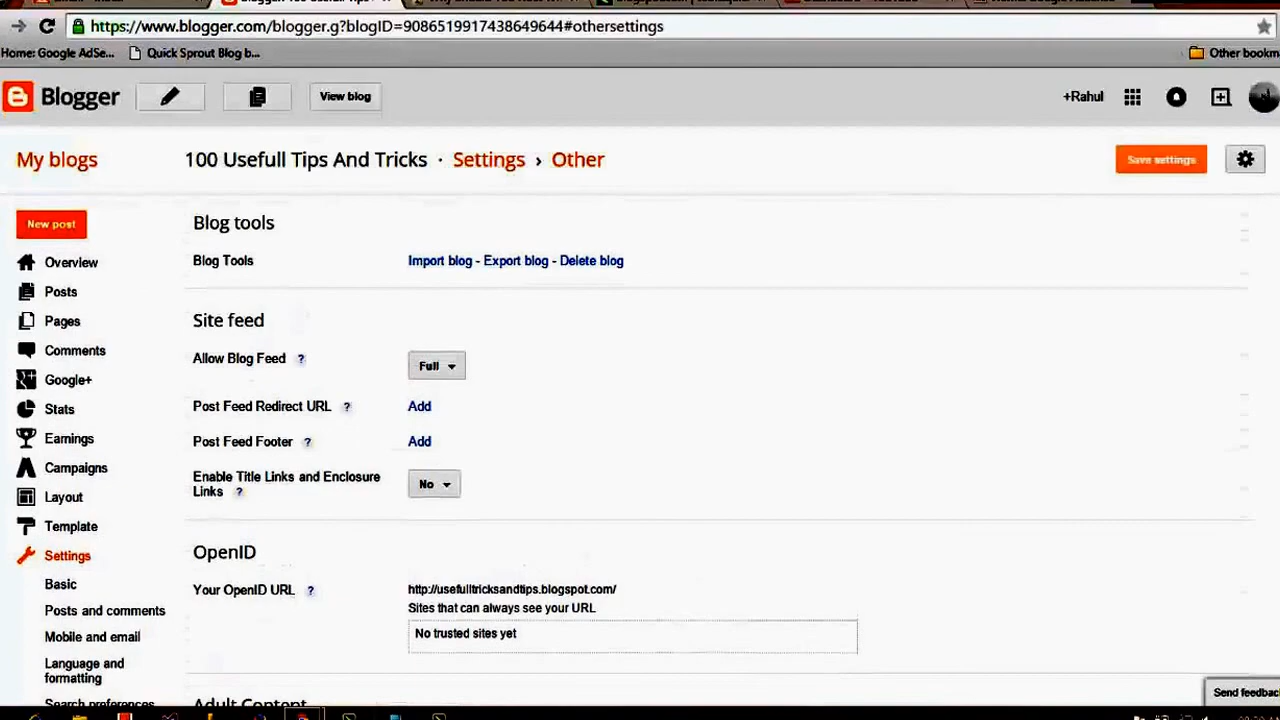 https://www.blogger.com/blogger.g?blogID=9086519917438649644#othersettings
Home: Google AdSe... Quick Sprout Blog b... Other bookm
Blogger View blog +Rahul
My blogs 100 Usefull Tips And Tricks · Settings › Other Save settings
New post
Overview
Posts
Pages
Comments
Google+
Stats
Earnings
Campaigns
Layout
Template
Settings
Basic
Posts and comments
Mobile and email
Language and
formatting
Search preferences
Blog tools
Blog Tools Import blog - Export blog - Delete blog
Site feed
Allow Blog Feed ? Full
Post Feed Redirect URL ? Add
Post Feed Footer ? Add
Enable Title Links and Enclosure
Links ? No
OpenID
Your OpenID URL ? http://usefulltricksandtips.blogspot.com/
Sites that can always see your URL
No trusted sites yet
Adult Content
Send feedback